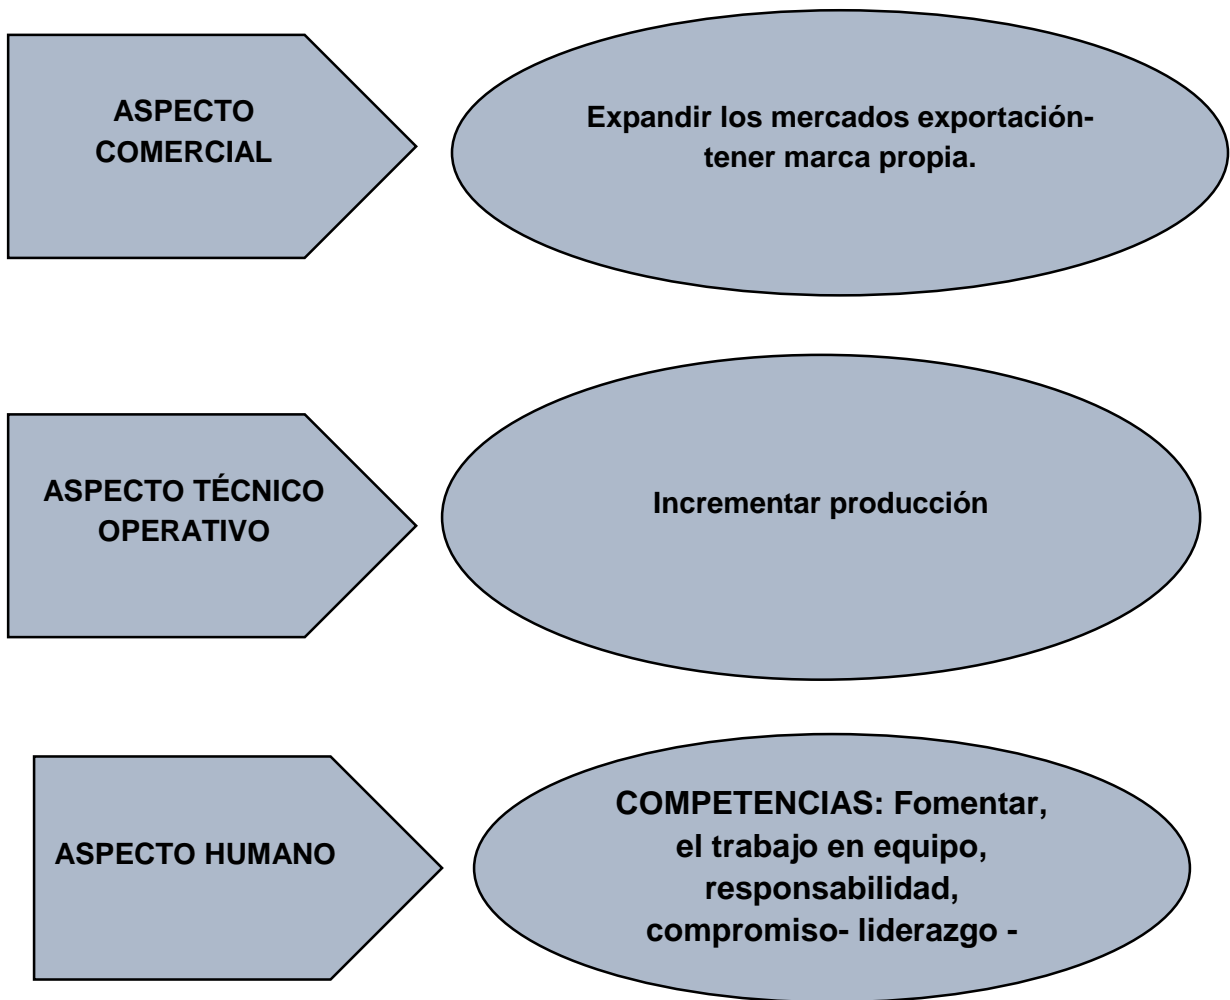 ASPECTO
COMERCIAL
Expandir los mercados exportación-
tener marca propia.
ASPECTO TÉCNICO
OPERATIVO
Incrementar producción
ASPECTO HUMANO
COMPETENCIAS: Fomentar,
el trabajo en equipo,
responsabilidad,
compromiso- liderazgo -